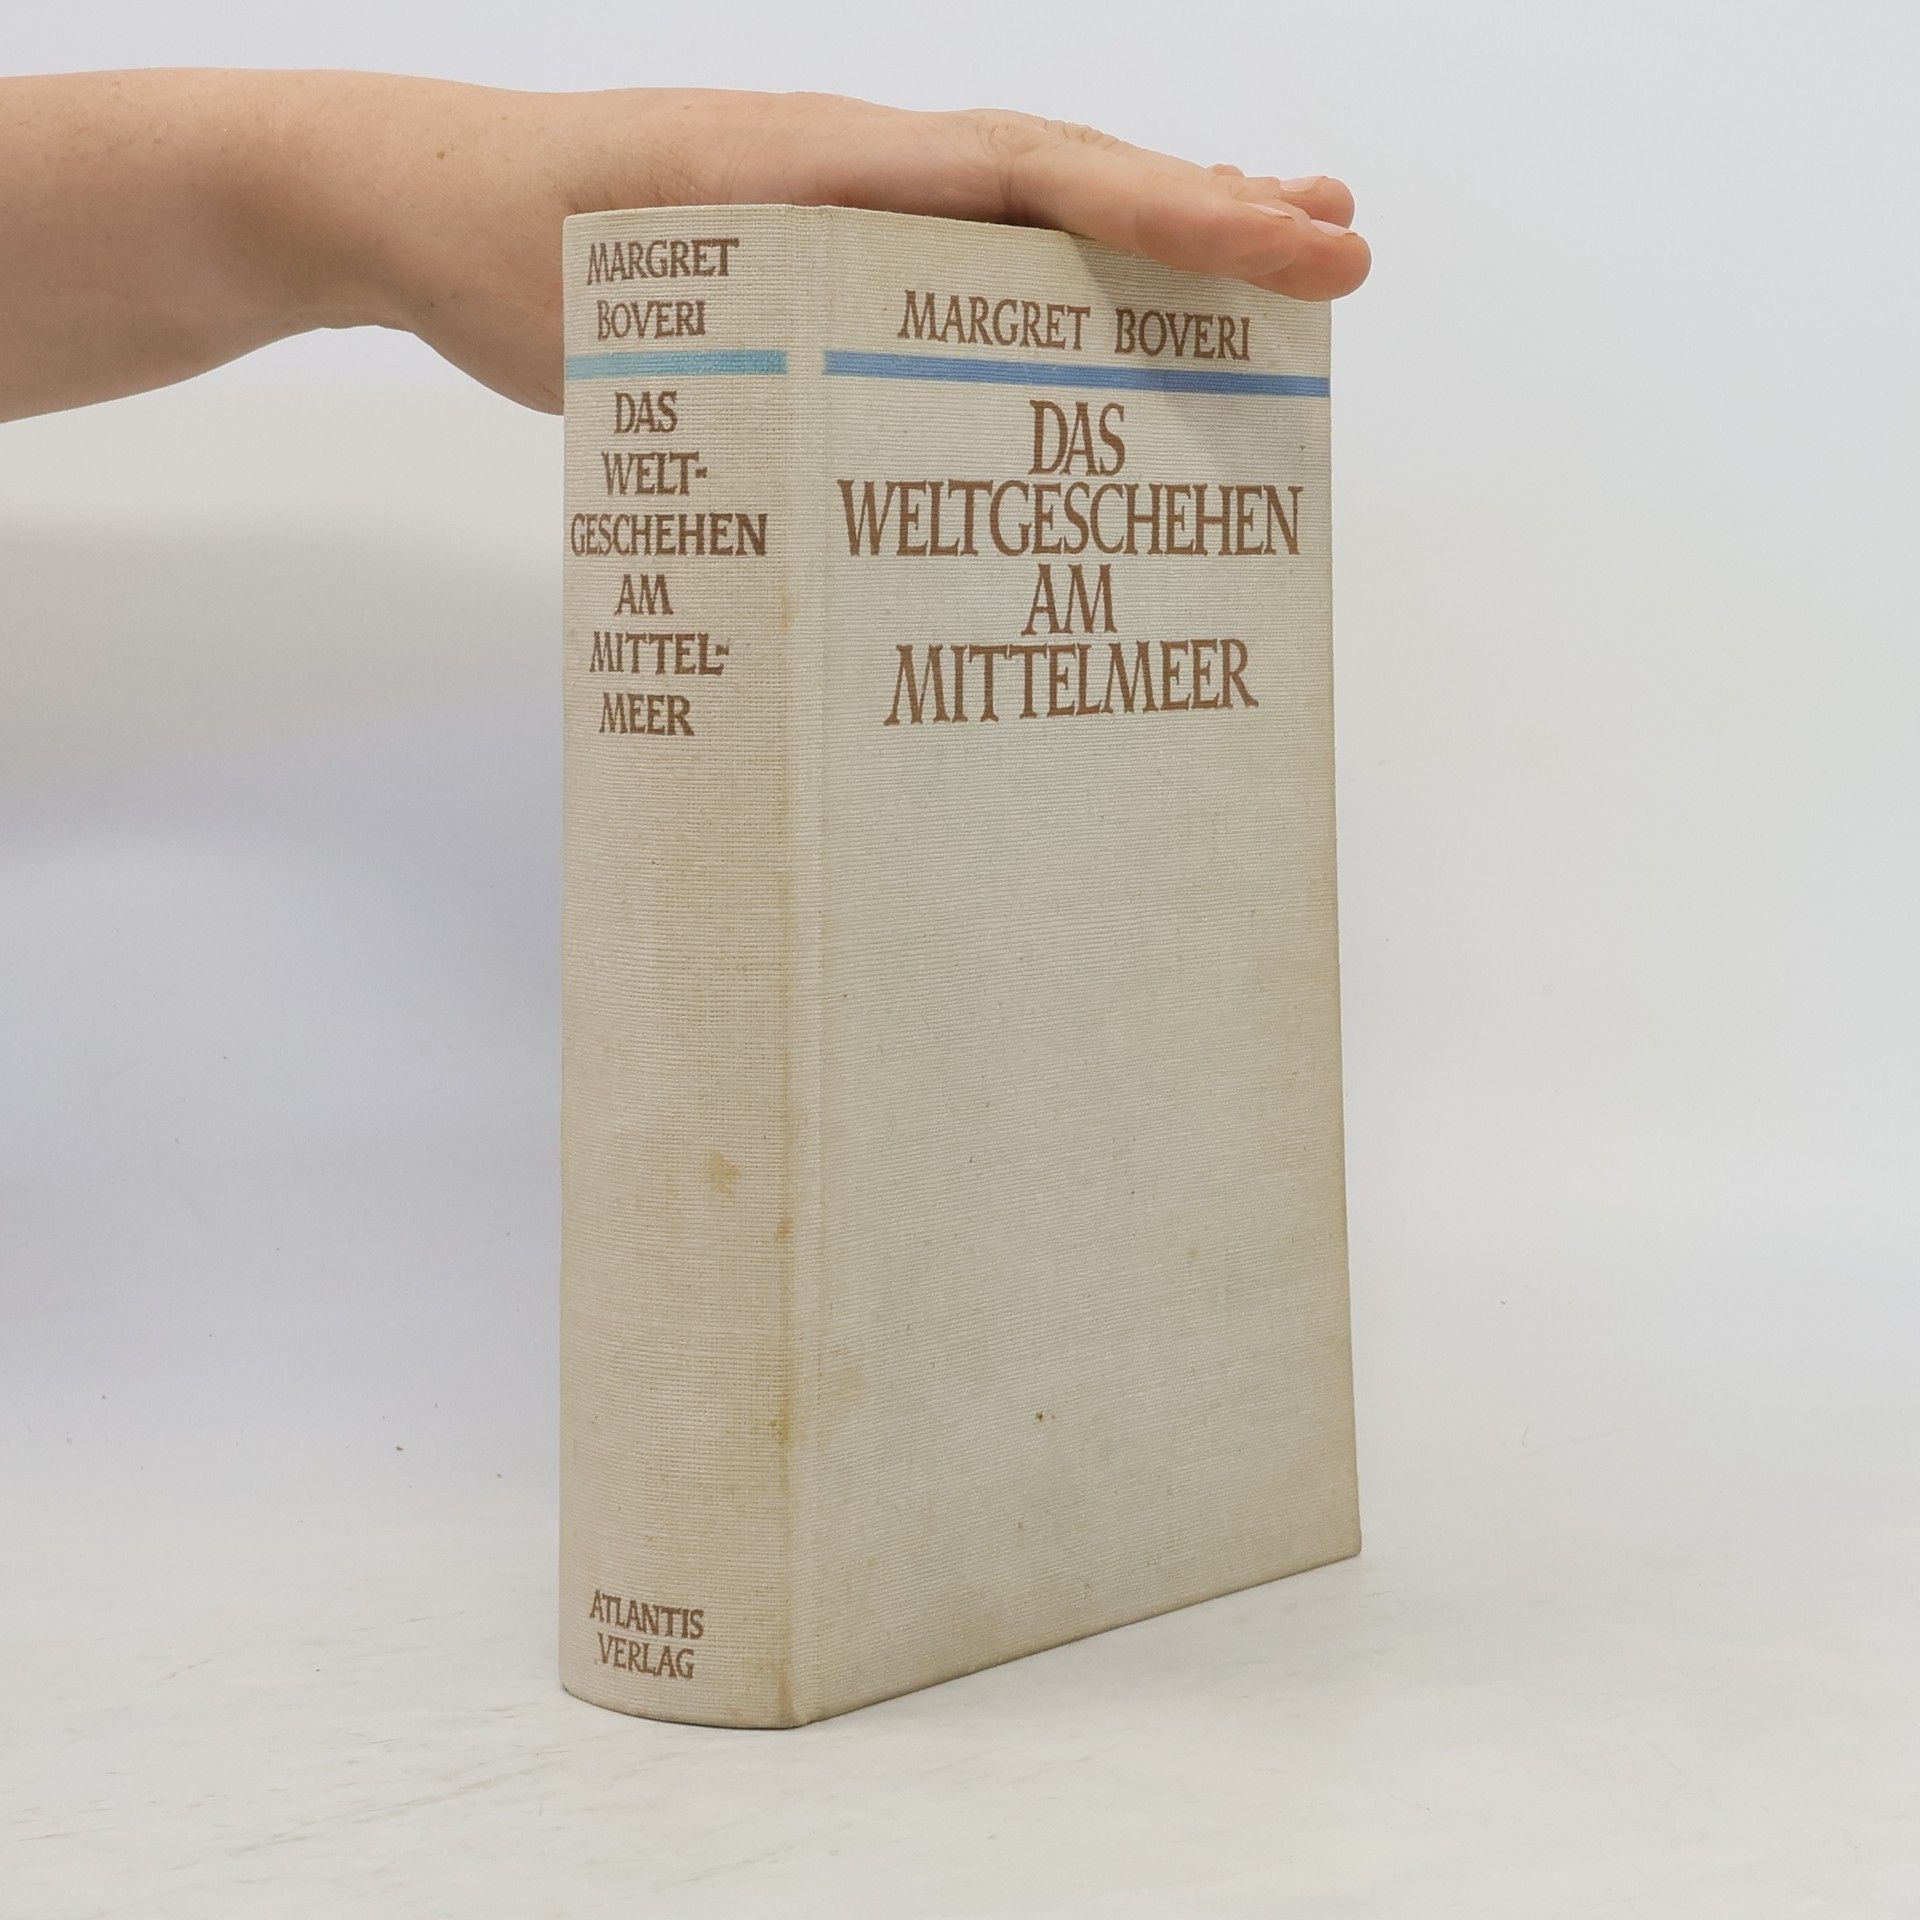 MARGRET
BOVERI
DAS
WELT-
GESCHEHEN
AM
MITTEL-
MEER
ATLANTIS
VERLAG
MARGRET BOVERI
DAS
WELTGESCHEHEN
AM
MITTELMEER